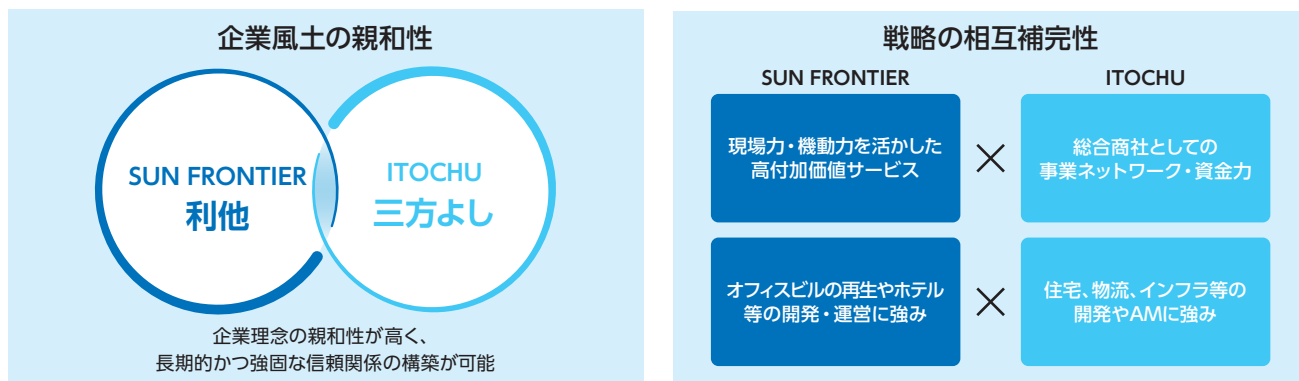 企業風土の親和性
SUN FRONTIER
利他
ITOCHU
三方よし
企業理念の親和性が高く、
長期的かつ強固な信頼関係の構築が可能
戦略の相互補完性
SUN FRONTIER
ITOCHU
現場力・機動力を活かした
高付加価値サービス
×
総合商社としての
事業ネットワーク・資金力
オフィスビルの再生やホテル
等の開発・運営に強み
×
住宅、物流、インフラ等の
開発やAMに強み